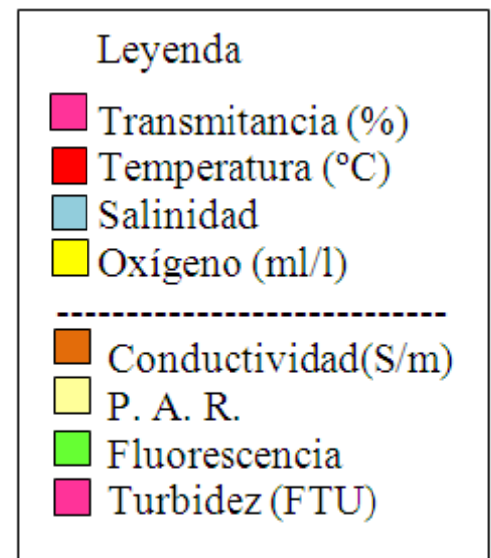 Leyenda
Transmitancia (%)
Temperatura (ºC)
Salinidad
Oxígeno (ml/l)
----------------------------
Conductividad(S/m)
P. A. R.
Fluorescencia
Turbidez (FTU)